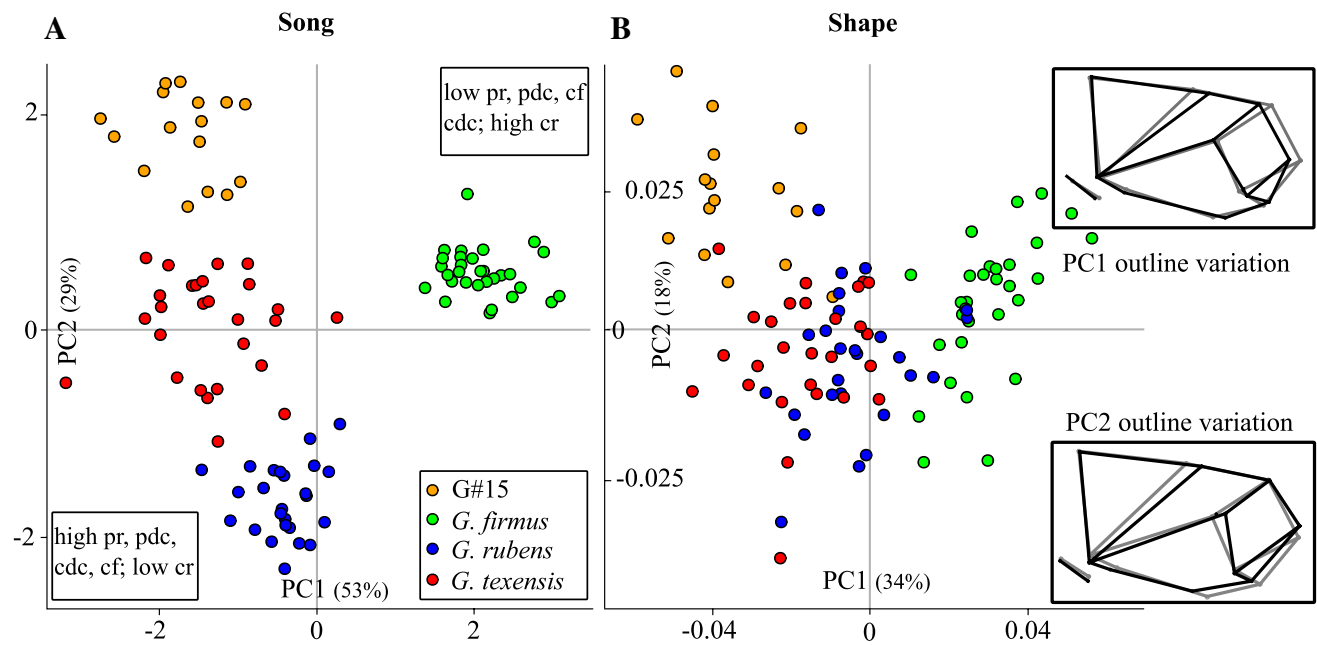 A
Song
2
0
-2
PC2 (29%)
low pr, pdc, cf
cdc; high cr
high pr, pdc,
cdc, cf; low cr
G#15
G. firmus
G. rubens
G. texensis
PC1 (53%)
-2
0
2
B
Shape
0.025
0
-0.025
PC2 (18%)
PC1 outline variation
PC2 outline variation
PC1 (34%)
-0.04
0
0.04